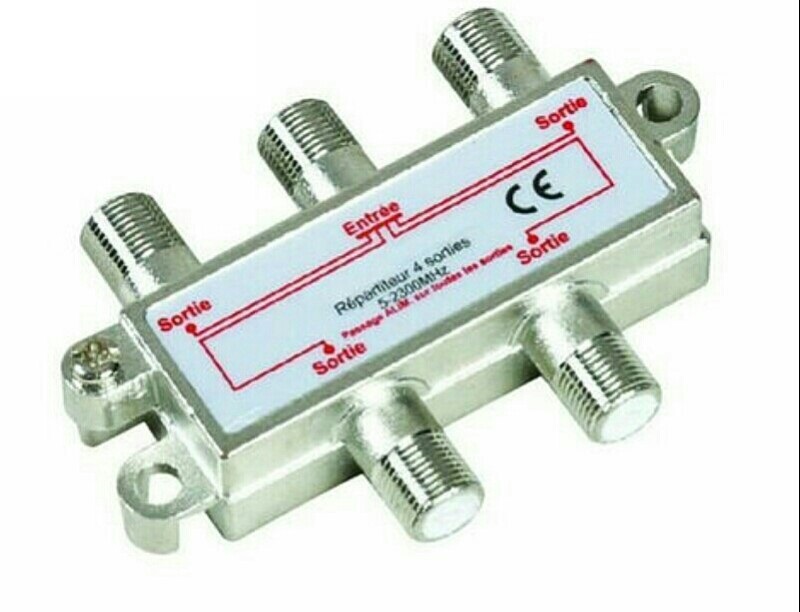 Sortie
Entrée
CE
Répartiteur 4 sorties
5-2300MHz
Passage ALIM. sur toutes les sorties
Sortie
Sortie
Sortie